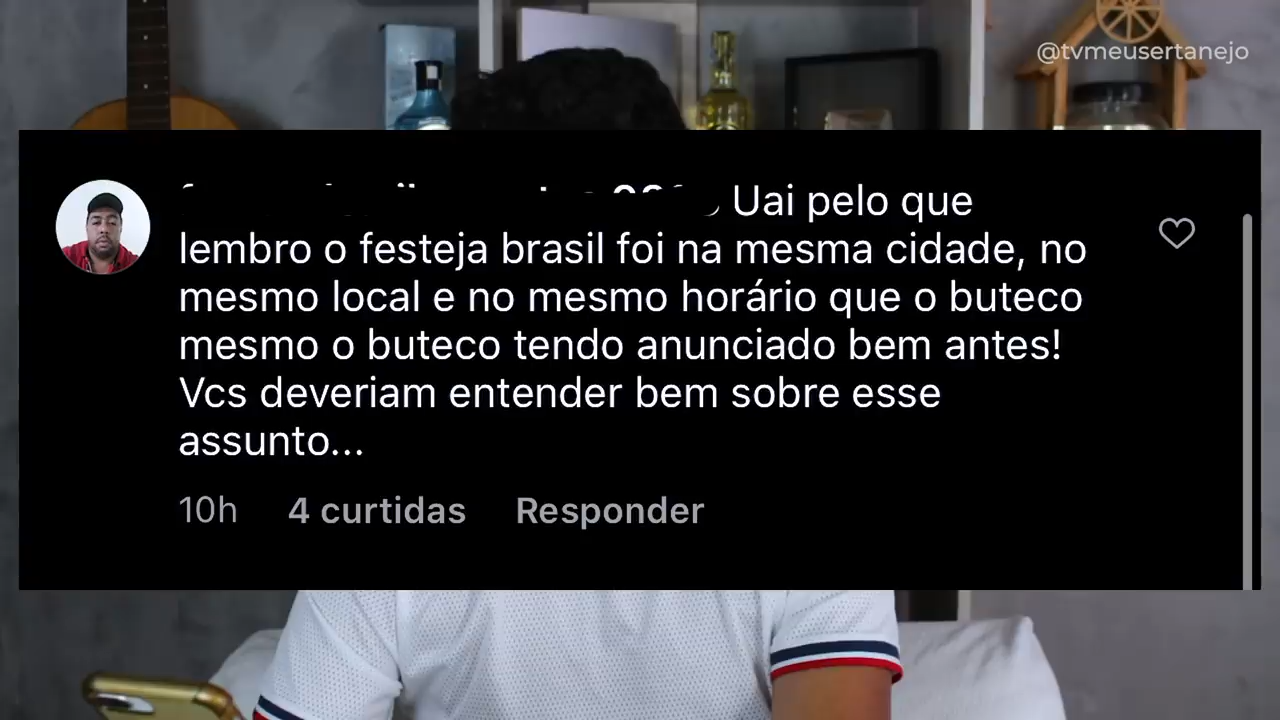 @tvmeusertanejo
Uai pelo que
lembro o festeja brasil foi na mesma cidade, no
mesmo local e no mesmo horário que o buteco
mesmo o buteco tendo anunciado bem antes!
Vcs deveriam entender bem sobre esse
assunto...
10h 4 curtidas Responder